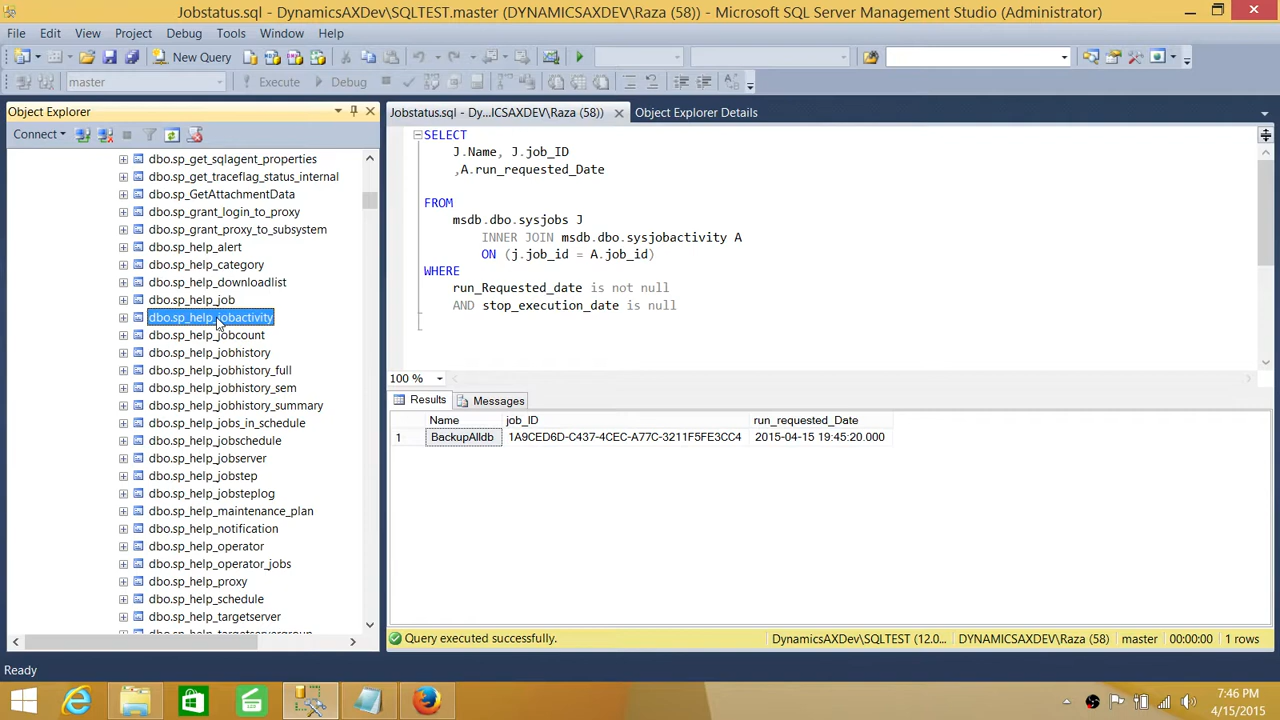 Jobstatus.sql - DynamicsAXDev\SQLTEST.master (DYNAMICSAXDEV\Raza (58)) - Microsoft SQL Server Management Studio (Administrator)
File Edit View Project Debug Tools Window Help
New Query
master Execute Debug
Object Explorer
Connect
dbo.sp_get_sqlagent_properties
dbo.sp_get_traceflag_status_internal
dbo.sp_GetAttachmentData
dbo.sp_grant_login_to_proxy
dbo.sp_grant_proxy_to_subsystem
dbo.sp_help_alert
dbo.sp_help_category
dbo.sp_help_downloadlist
dbo.sp_help_job
dbo.sp_help_jobactivity
dbo.sp_help_jobcount
dbo.sp_help_jobhistory
dbo.sp_help_jobhistory_full
dbo.sp_help_jobhistory_sem
dbo.sp_help_jobhistory_summary
dbo.sp_help_jobs_in_schedule
dbo.sp_help_jobschedule
dbo.sp_help_jobserver
dbo.sp_help_jobstep
dbo.sp_help_jobsteplog
dbo.sp_help_maintenance_plan
dbo.sp_help_notification
dbo.sp_help_operator
dbo.sp_help_operator_jobs
dbo.sp_help_proxy
dbo.sp_help_schedule
dbo.sp_help_targetserver
dbo.sp_help_targetservergroup
Jobstatus.sql - Dy...ICSAXDEV\Raza (58)) Object Explorer Details
SELECT
J.Name, J.job_ID
,A.run_requested_Date
FROM
msdb.dbo.sysjobs J
INNER JOIN msdb.dbo.sysjobactivity A
ON (j.job_id = A.job_id)
WHERE
run_Requested_date is not null
AND stop_execution_date is null
100 %
Results Messages
Name job_ID run_requested_Date
1 BackupAlldb 1A9CED6D-C437-4CEC-A77C-3211F5FE3CC4 2015-04-15 19:45:20.000
Query executed successfully. DynamicsAXDev\SQLTEST (12.0... DYNAMICSAXDEV\Raza (58) master 00:00:00 1 rows
Ready
7:46 PM
4/15/2015